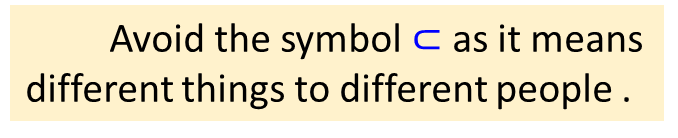 Avoid the symbol ⊂ as it means
different things to different people .